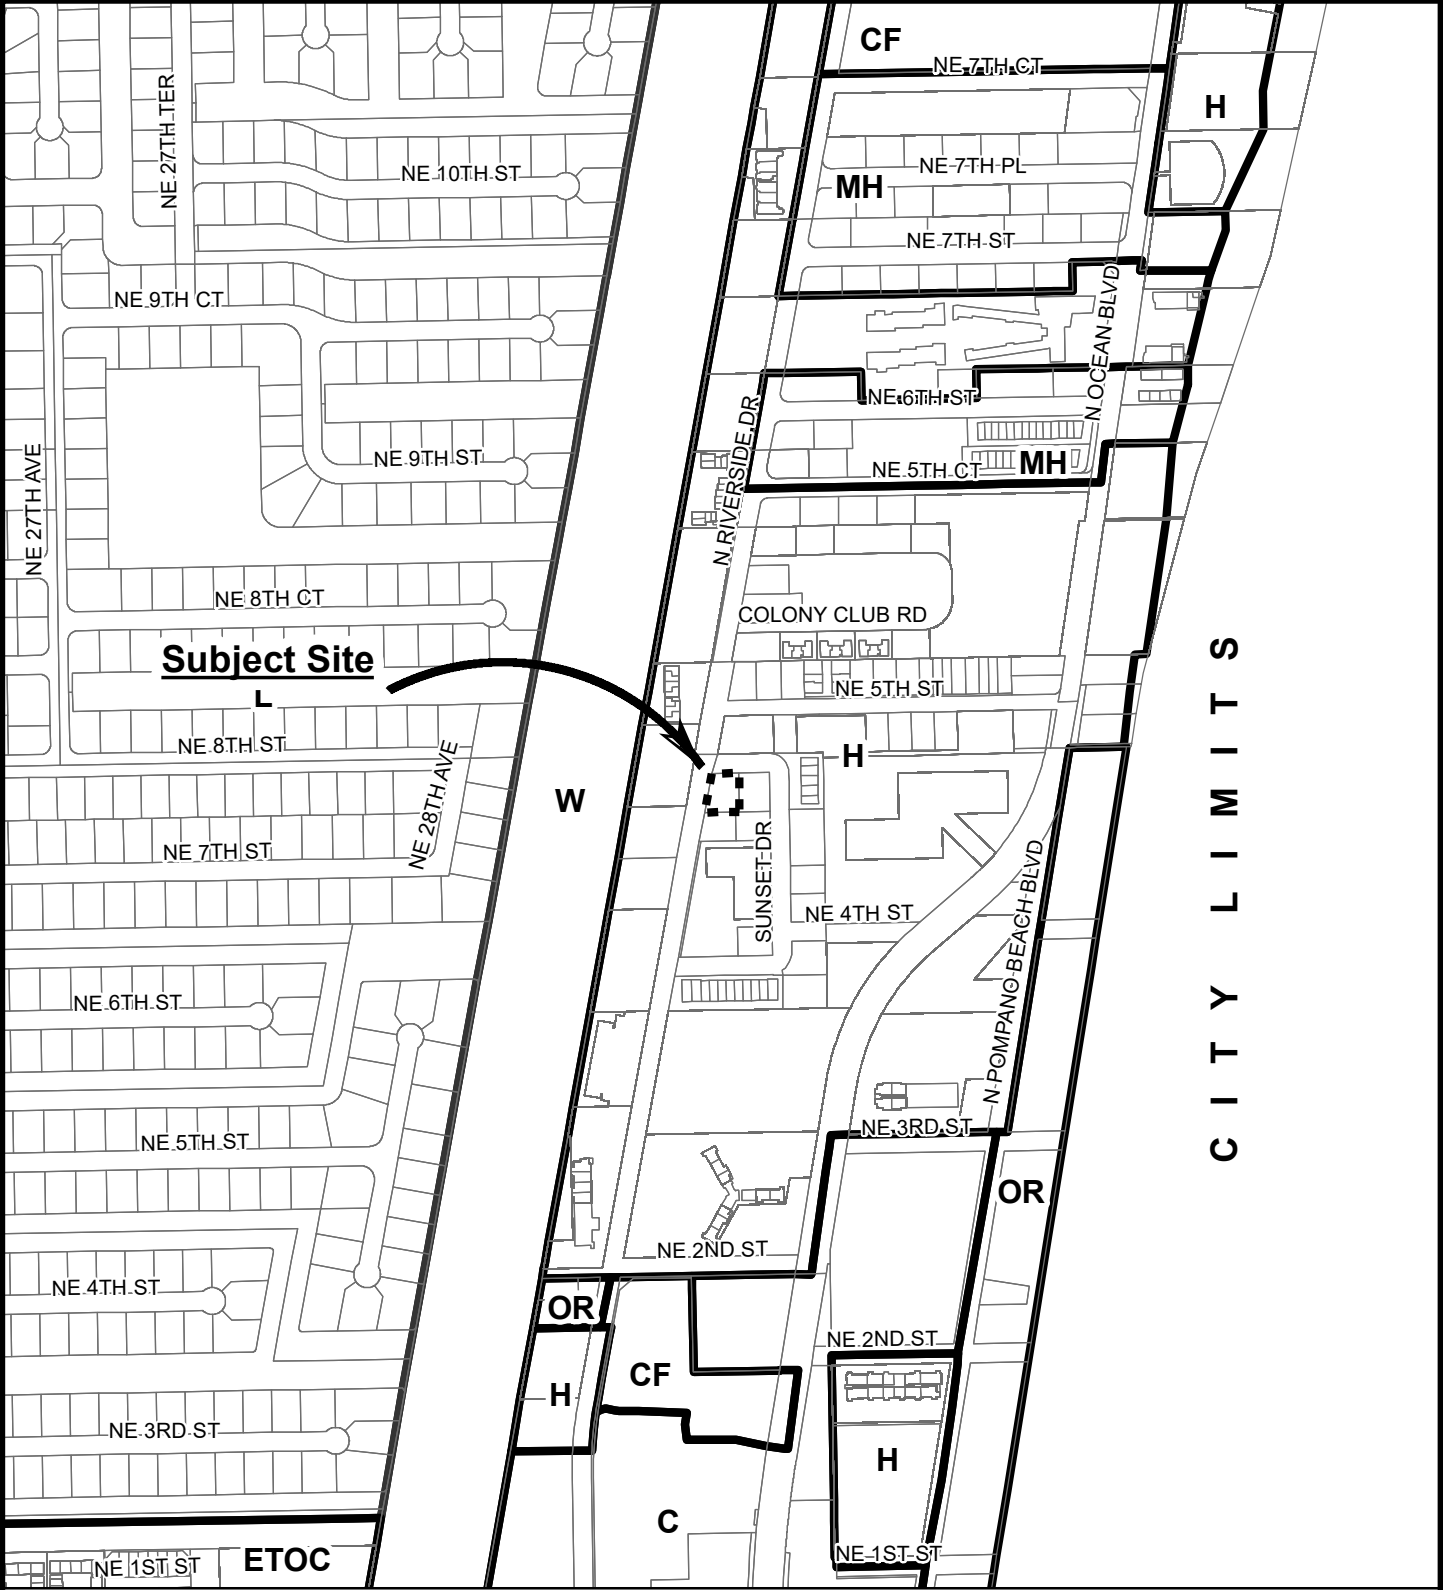 CF
NE 7TH CT
H
NE 27TH TER
NE 10TH ST
NE 7TH PL
MH
NE 7TH ST
NE 9TH CT
N OCEAN BLVD
NE 6TH ST
N RIVERSIDE DR
NE 27TH AVE
NE 9TH ST
NE 5TH CT
MH
NE 8TH CT
COLONY CLUB RD
Subject Site
L
NE 5TH ST
NE 8TH ST
H
NE 28TH AVE
W
CITY LIMITS
NE 7TH ST
SUNSET DR
NE 4TH ST
N POMPANO BEACH BLVD
NE 6TH ST
NE 5TH ST
NE 3RD ST
OR
NE 2ND ST
NE 4TH ST
OR
NE 2ND ST
CF
H
NE 3RD ST
H
C
NE 1ST ST
NE 1ST ST
ETOC